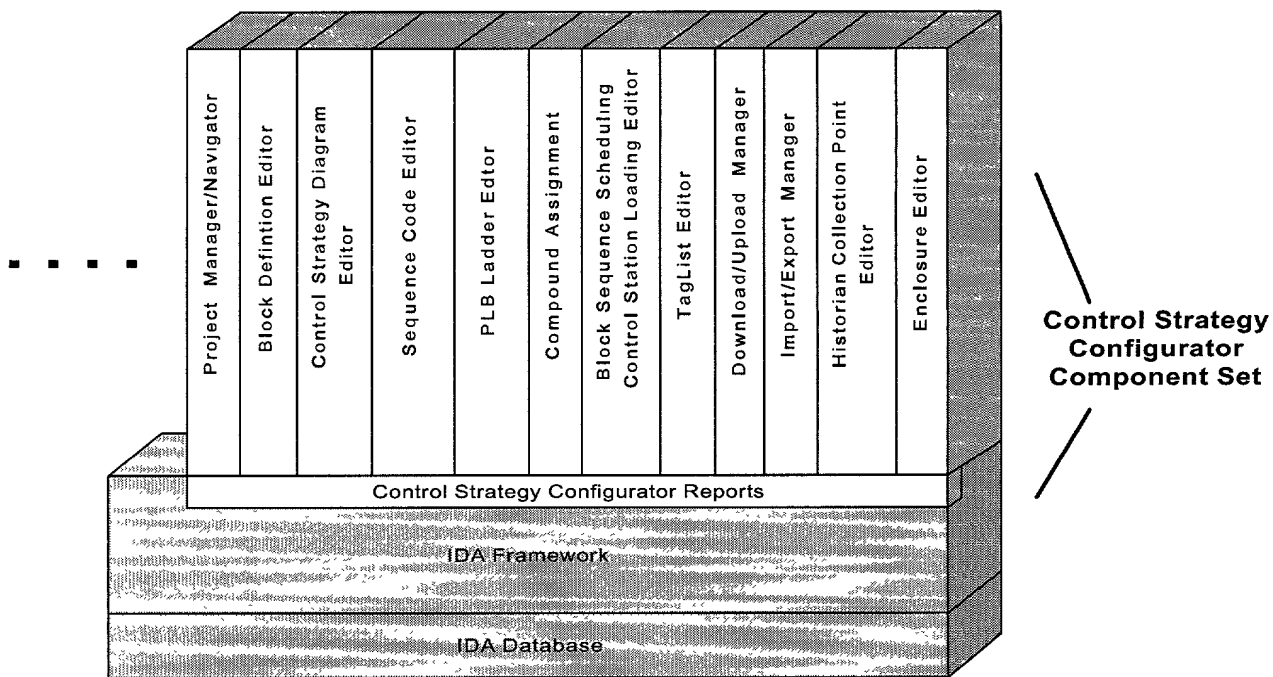 Project Manager/Navigator
Block Defintion Editor
Control Strategy Diagram
Editor
Sequence Code Editor
PLB Ladder Edtor
Compound Assignment
Block Sequence Scheduling
Control Station Loading Editor
TagList Editor
Download/Upload Manager
Import/Export Manager
Historian Collection Point
Editor
Enclosure Editor
Control Strategy
Configurator
Component Set
Control Strategy Configurator Reports
IDA Framework
IDA Database